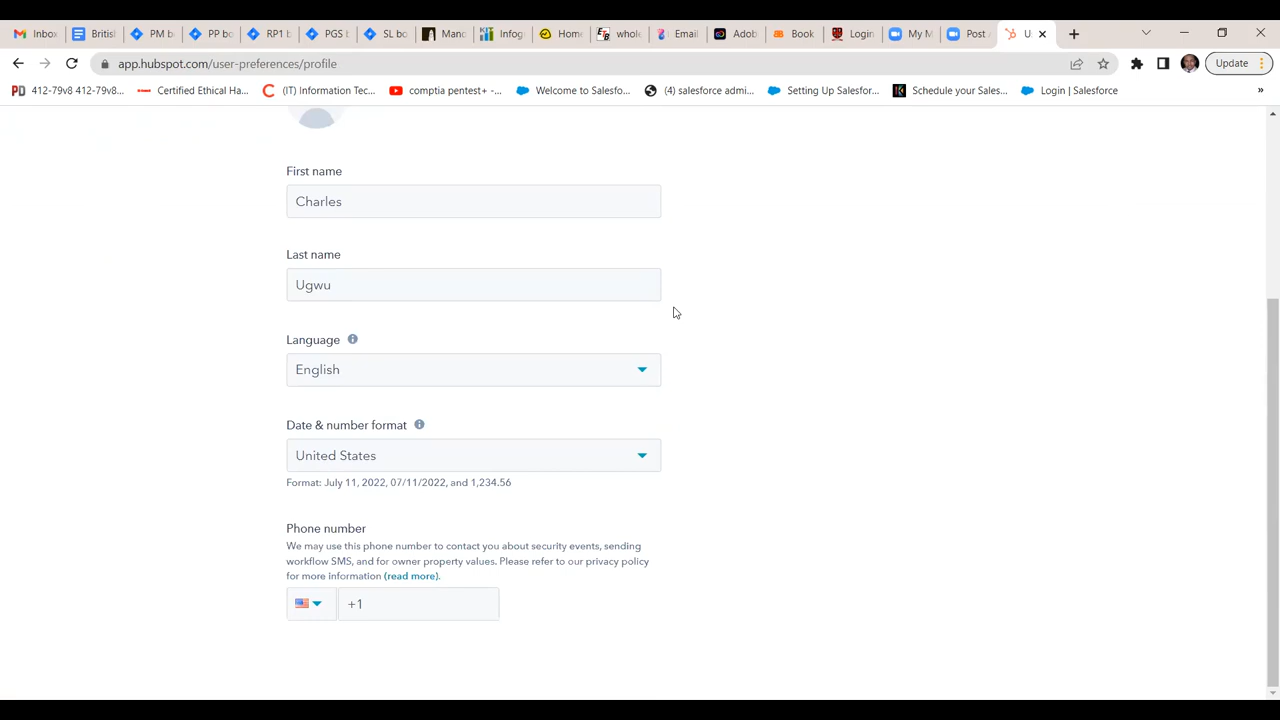 Inbo
British
PM b
PP bo
RP1 b
PGS b
SL bo
Mano
Infog
Home
whole
Email
Adob
Book
Login
My M
Post
U
app.hubspot.com/user-preferences/profile
Update
412-79v8 412-79v8...
Certified Ethical Ha...
(IT) Information Tec...
comptia pentest+ -...
Welcome to Salesfo...
(4) salesforce admi...
Setting Up Salesfor...
Schedule your Sales...
Login | Salesforce
»
First name
Charles
Last name
Ugwu
Language
English
Date & number format
United States
Format: July 11, 2022, 07/11/2022, and 1,234.56
Phone number
We may use this phone number to contact you about security events, sending
workflow SMS, and for owner property values. Please refer to our privacy policy
for more information (read more).
+1